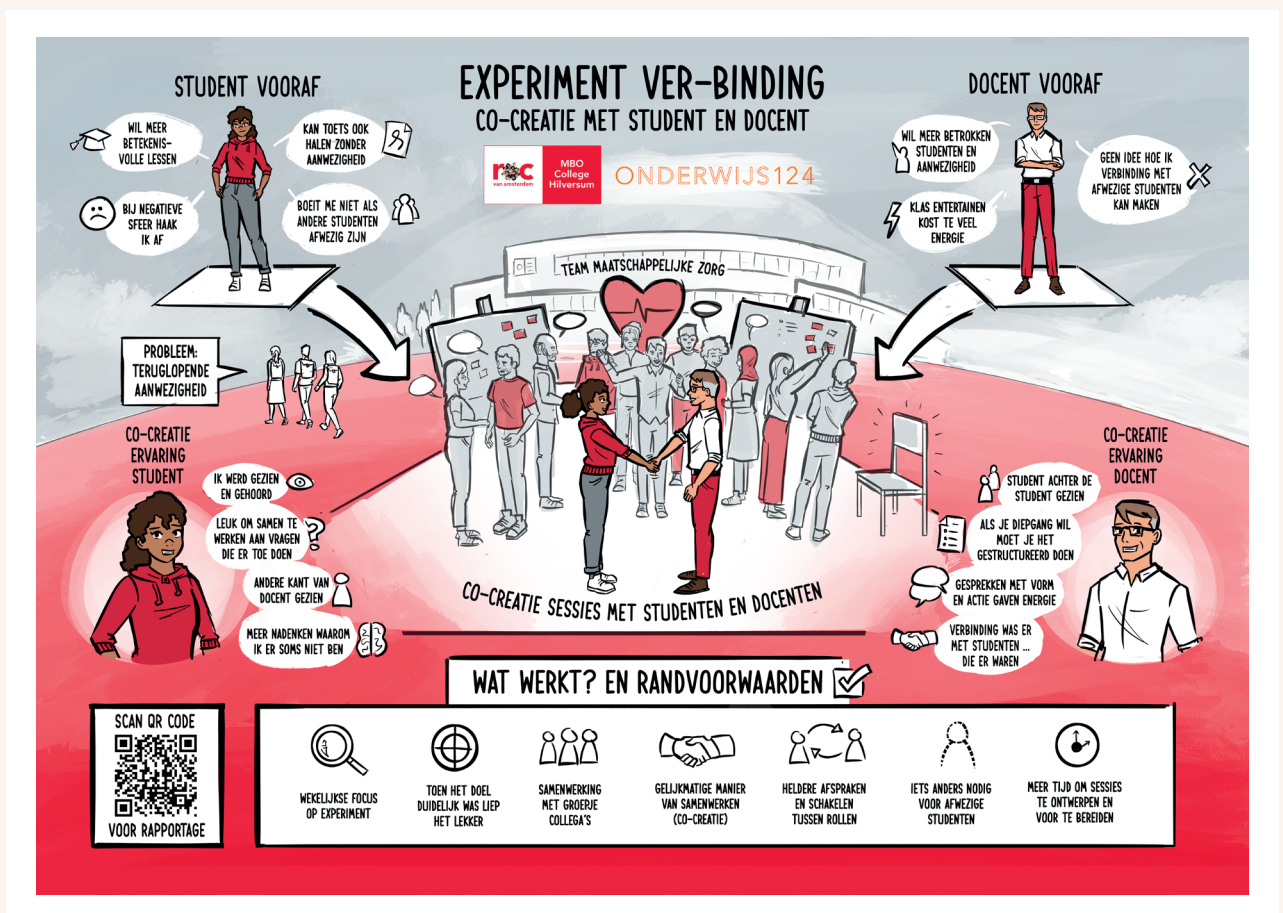 EXPERIMENT VER-BINDING
CO-CREATIE MET STUDENT EN DOCENT
roc
van amsterdam
MBO
College
Hilversum
ONDERWIJS124
STUDENT VOORAF
WIL MEER
BETEKENIS-
VOLLE LESSEN
KAN TOETS OOK
HALEN ZONDER
AANWEZIGHEID
BIJ NEGATIEVE
SFEER HAAK
IK AF
BOEIT ME NIET ALS
ANDERE STUDENTEN
AFWEZIG ZIJN
DOCENT VOORAF
WIL MEER BETROKKEN
STUDENTEN EN
AANWEZIGHEID
GEEN IDEE HOE IK
VERBINDING MET
AFWEZIGE STUDENTEN
KAN MAKEN
KLAS ENTERTAINEN
KOST TE VEEL
ENERGIE
TEAM MAATSCHAPPELIJKE ZORG
PROBLEEM:
TERUGLOPENDE
AANWEZIGHEID
CO-CREATIE
ERVARING
STUDENT
IK WERD GEZIEN
EN GEHOORD
LEUK OM SAMEN TE
WERKEN AAN VRAGEN
DIE ER TOE DOEN
ANDERE KANT VAN
DOCENT GEZIEN
MEER NADENKEN WAAROM
IK ER SOMS NIET BEN
CO-CREATIE SESSIES MET STUDENTEN EN DOCENTEN
CO-CREATIE
ERVARING
DOCENT
STUDENT ACHTER DE
STUDENT GEZIEN
ALS JE DIEPGANG WIL
MOET JE HET
GESTRUCTUREERD DOEN
GESPREKKEN MET VORM
EN ACTIE GAVEN ENERGIE
VERBINDING WAS ER
MET STUDENTEN ...
DIE ER WAREN
WAT WERKT? EN RANDVOORWAARDEN
SCAN QR CODE
VOOR RAPPORTAGE
WEKELIJKSE FOCUS
OP EXPERIMENT
TOEN HET DOEL
DUIDELIJK WAS LIEP
HET LEKKER
SAMENWERKING
MET GROEPJE
COLLEGA'S
GELIJKMATIGE MANIER
VAN SAMENWERKEN
(CO-CREATIE)
HELDERE AFSPRAKEN
EN SCHAKELEN
TUSSEN ROLLEN
IETS ANDERS NODIG
VOOR AFWEZIGE
STUDENTEN
MEER TIJD OM SESSIES
TE ONTWERPEN EN
VOOR TE BEREIDEN